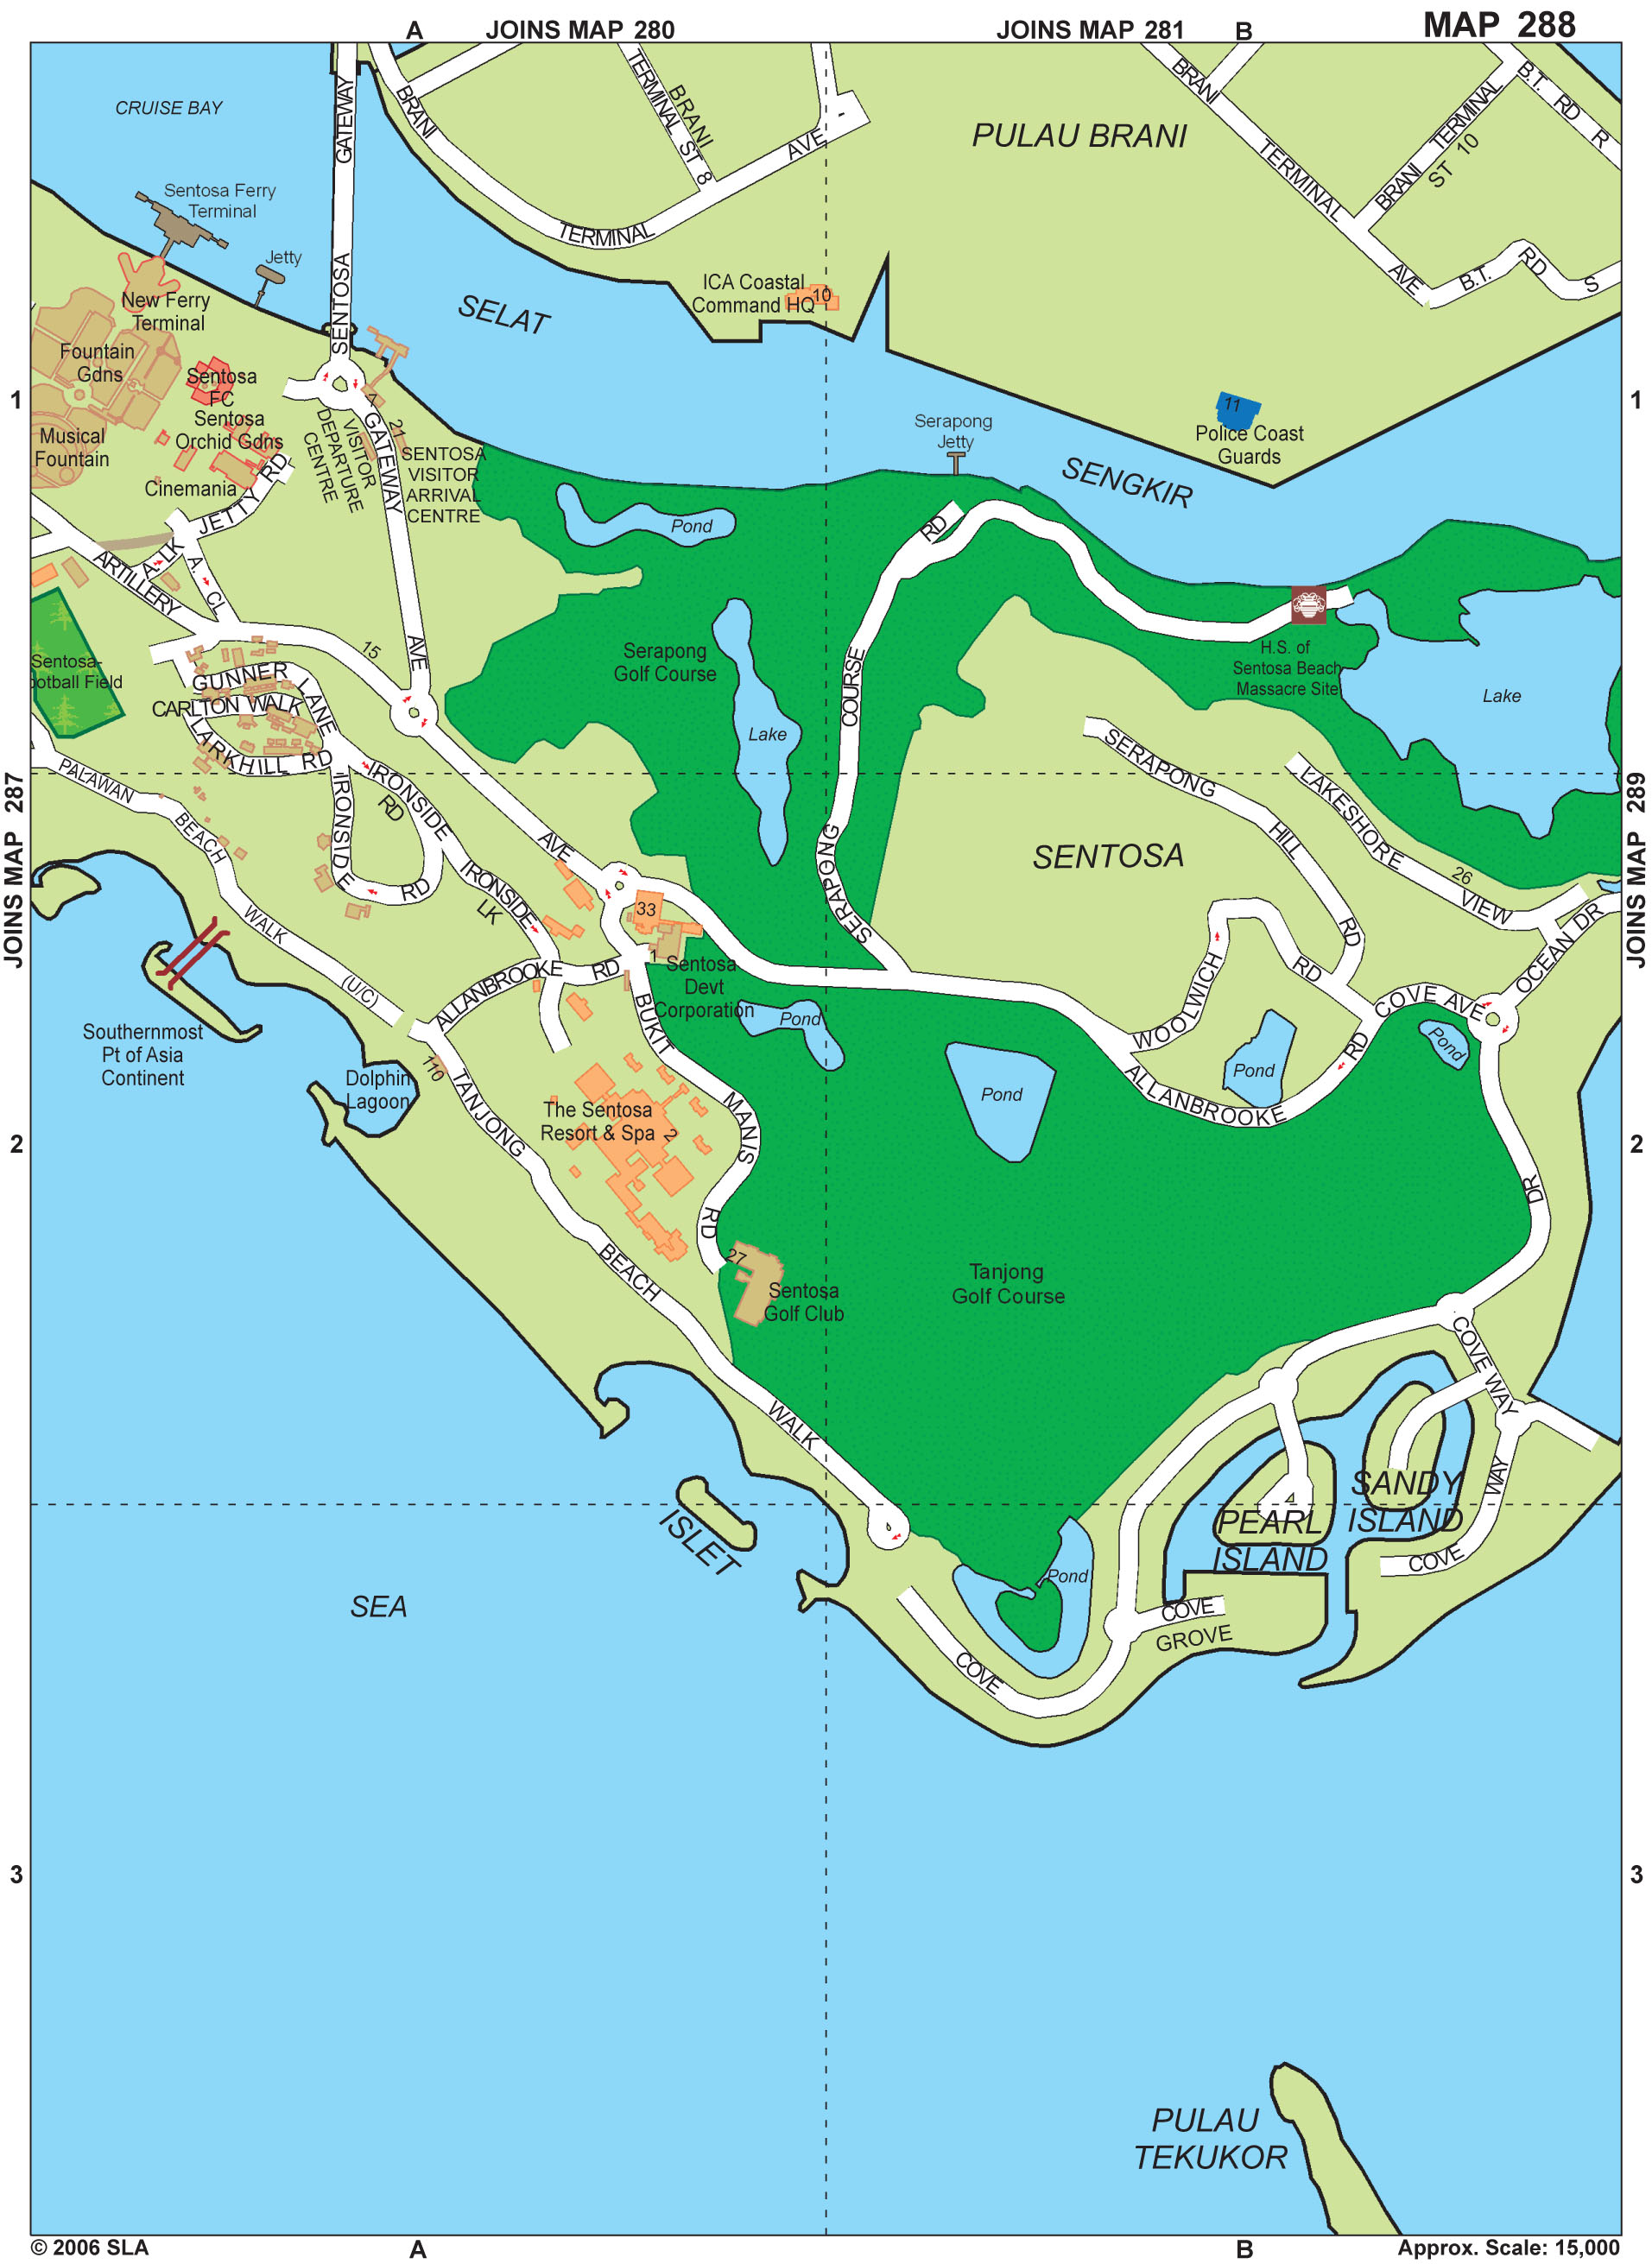 A
JOINS MAP 280
JOINS MAP 281
B
MAP 288
CRUISE BAY
GATEWAY
SENTOSA
BRANI
TERMINAL
AVE
BRANI
TERMINAL ST 8
PULAU BRANI
BRANI
TERMINAL
AVE
BRANI TERMINAL
ST 10
B.T. RD R
B.T. RD S
Sentosa Ferry
Terminal
Jetty
New Ferry
Terminal
Fountain
Gdns
Sentosa
FC
Sentosa
Orchid Gdns
Musical
Fountain
Cinemania
SELAT
SENGKIR
ICA Coastal
Command HQ
10
11
Police Coast
Guards
Serapong
Jetty
1
1
7
21
VISITOR
DEPARTURE
CENTRE
GATEWAY
AVE
SENTOSA
VISITOR
ARRIVAL
CENTRE
JETTY RD
A. LK
A. CL
ARTILLERY
15
AVE
Pond
Serapong
Golf Course
Lake
COURSE
RD
SERAPONG
H.S. of
Sentosa Beach
Massacre Site
Lake
Sentosa
ootball Field
GUNNER
LANE
CARLTON WALK
LARKHILL RD
IRONSIDE
RD
IRONSIDE
RD
IRONSIDE
LK
PALAWAN
BEACH
WALK
(U/C)
JOINS MAP 287
JOINS MAP 289
SENTOSA
SERAPONG
HILL
RD
LAKESHORE
26
VIEW
OCEAN DR
DR
33
1
Sentosa
Devt
Corporation
ALLANBROOKE RD
BUKIT
MANIS
RD
Pond
Pond
WOOLWICH
RD
Pond
COVE AVE
Pond
ALLANBROOKE
RD
Southernmost
Pt of Asia
Continent
Dolphin
Lagoon
110
TANJONG
BEACH
WALK
The Sentosa
Resort & Spa
2
2
2
27
Sentosa
Golf Club
Tanjong
Golf Course
COVE WAY
WAY
COVE
SANDY
ISLAND
4
PEARL
ISLAND
ISLET
SEA
Pond
COVE
GROVE
COVE
3
3
PULAU
TEKUKOR
© 2006 SLA
A
B
Approx. Scale: 15,000